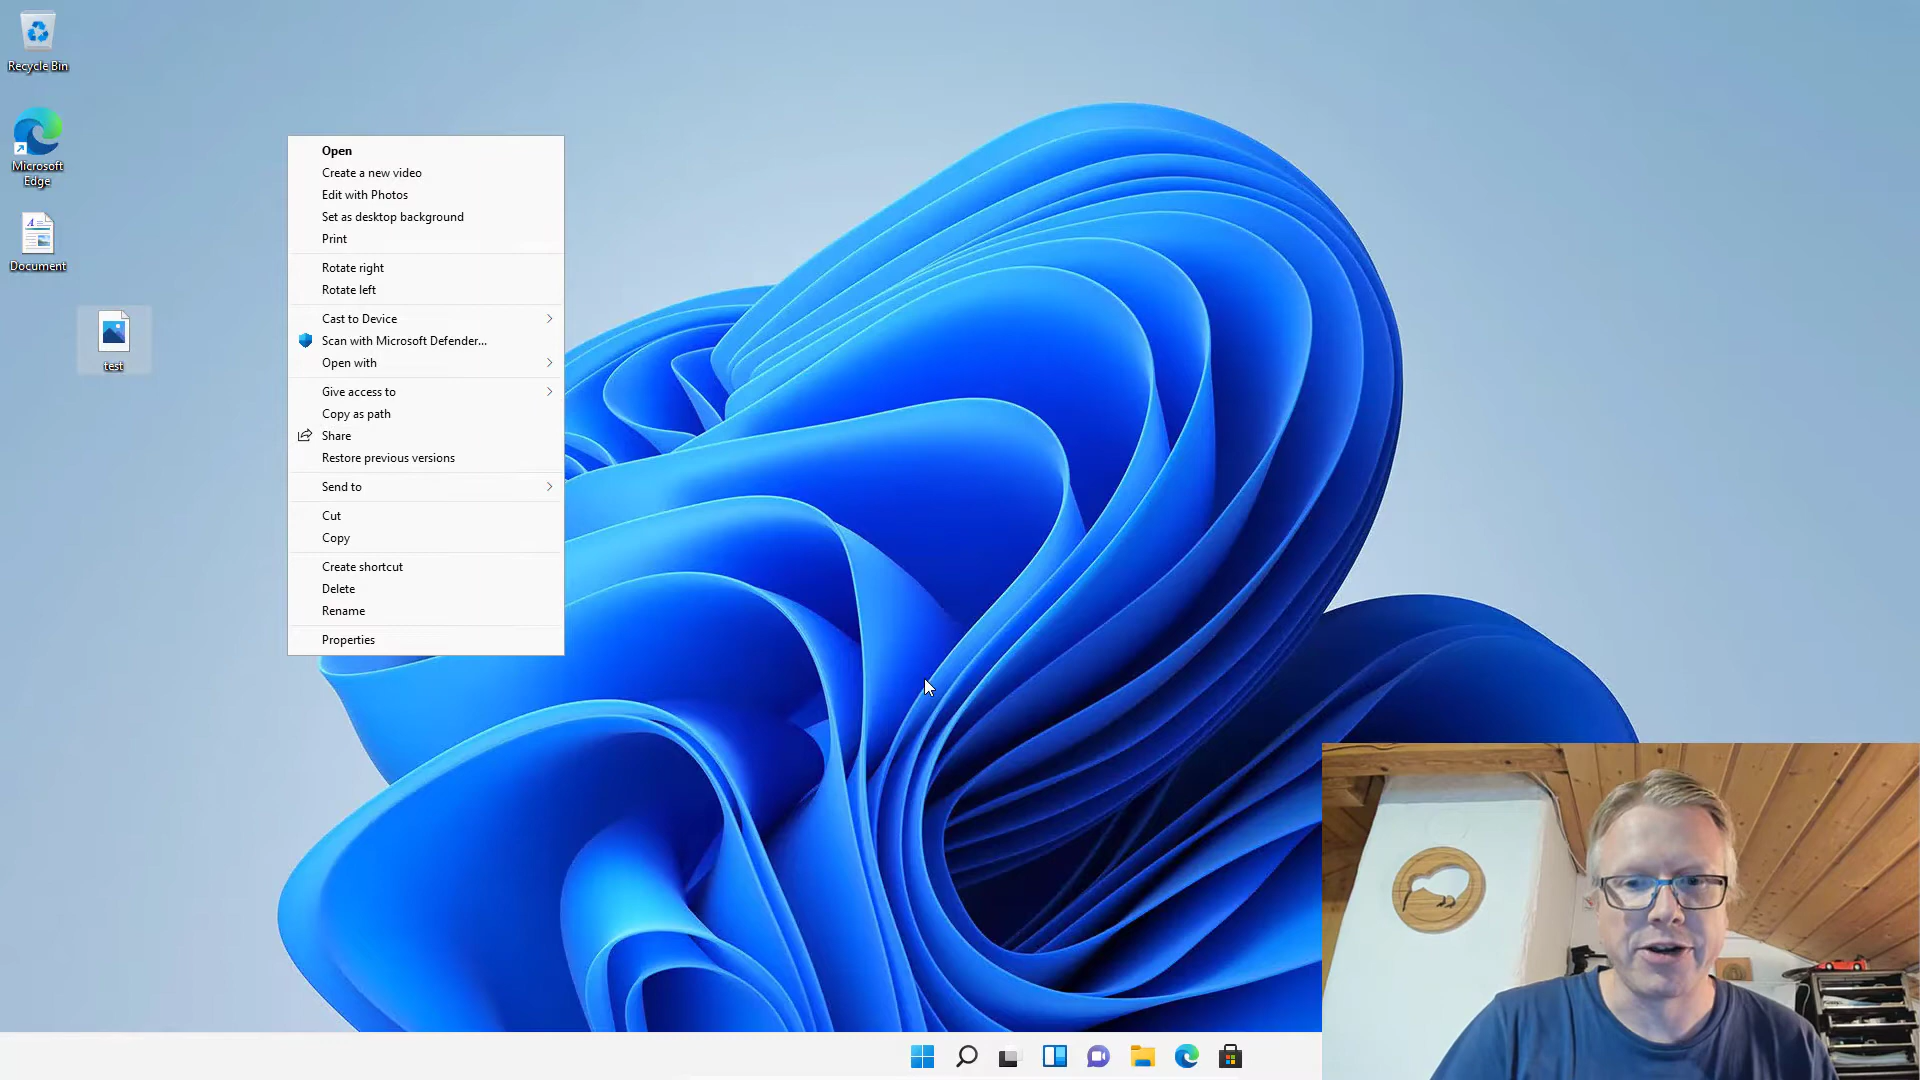 Recycle Bin
Microsoft
Edge
Document
test
Open
Create a new video
Edit with Photos
Set as desktop background
Print
Rotate right
Rotate left
Cast to Device
Scan with Microsoft Defender...
Open with
Give access to
Copy as path
Share
Restore previous versions
Send to
Cut
Copy
Create shortcut
Delete
Rename
Properties